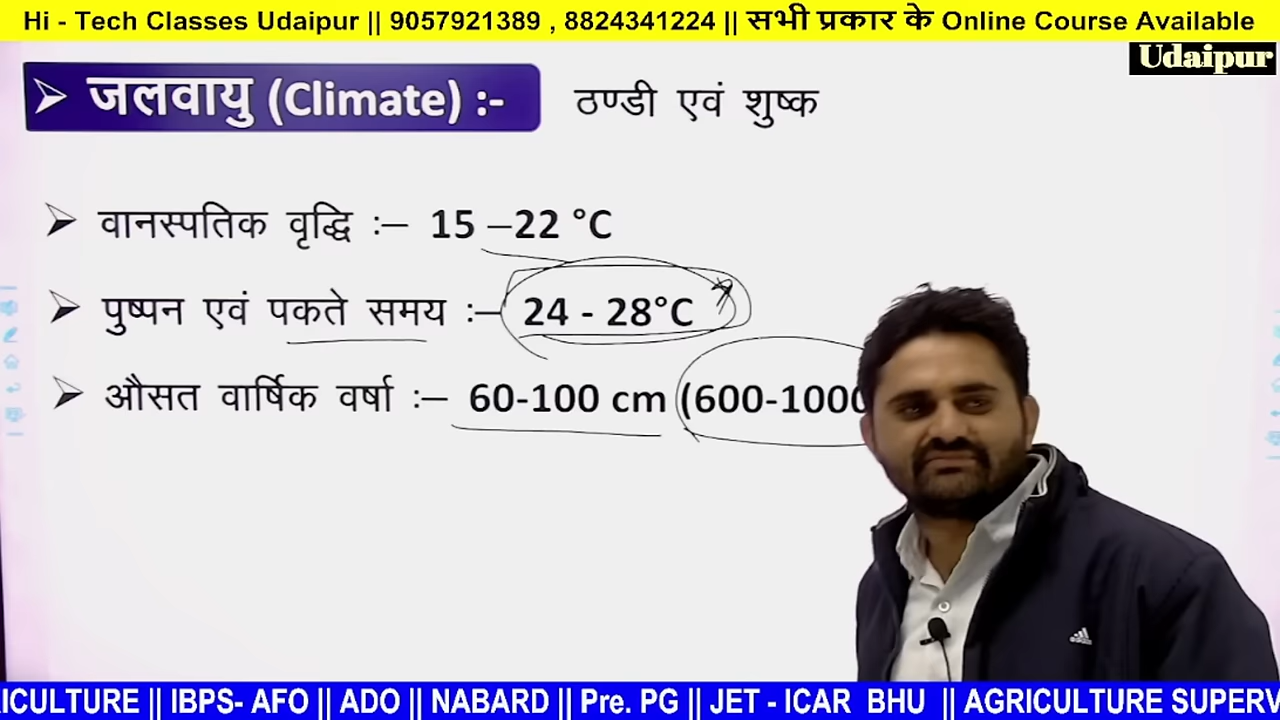 Hi - Tech Classes Udaipur || 9057921389 , 8824341224 || सभी प्रकार के Online Course Available
Udaipur
जलवायु (Climate) :- ठण्डी एवं शुष्क
वानस्पतिक वृद्धि :– 15 –22 °C
पुष्पन एवं पकते समय :– 24 - 28°C
औसत वार्षिक वर्षा :– 60-100 cm (600-1000
ICULTURE || IBPS- AFO || ADO || NABARD || Pre. PG || JET - ICAR BHU || AGRICULTURE SUPERV
adidas